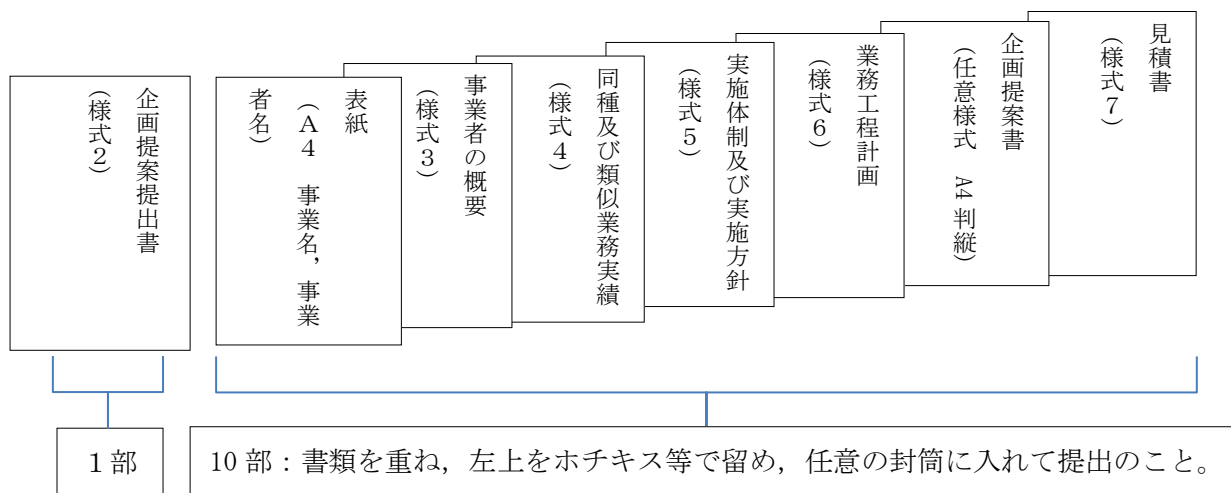 企画提案提出書
（様式２）
表紙
（Ａ４　事業名，事業
者名）
事業者の概要
（様式３）
同種及び類似業務実績
（様式４）
実施体制及び実施方針
（様式５）
業務工程計画
（様式６）
企画提案書
（任意様式　A4 判縦）
見積書
（様式７）
１部
10 部：書類を重ね，左上をホチキス等で留め，任意の封筒に入れて提出のこと。